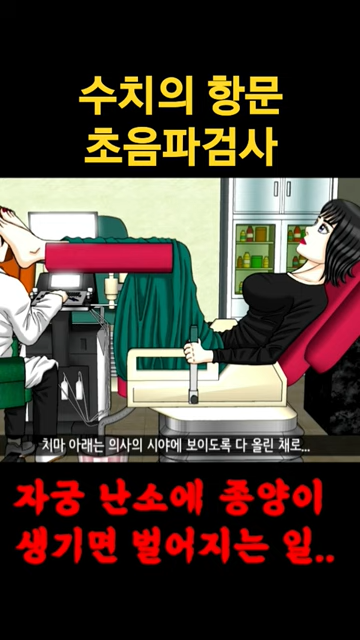 수치의 항문
초음파검사
치마 아래는 의사의 시야에 보이도록 다 올린 채로...
자궁 난소에 종양이
생기면 벌어지는 일..